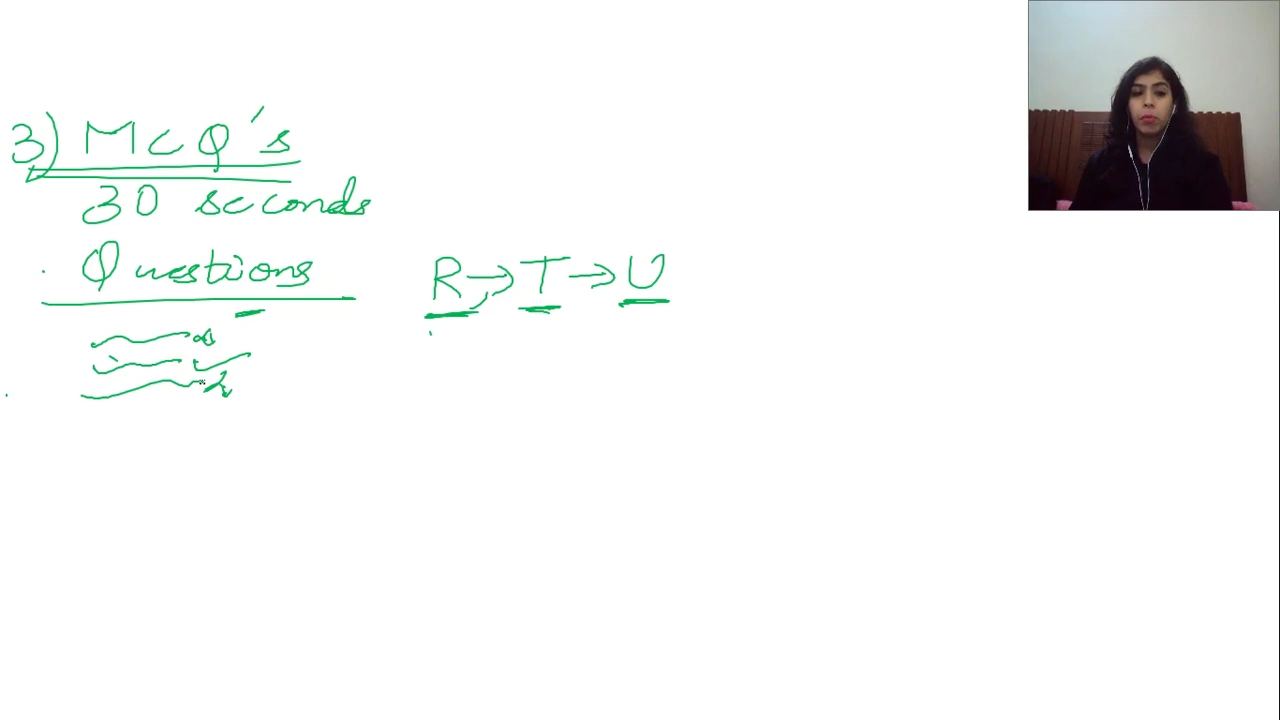 3) McQ's
30 seconds
Questions
R → T → U